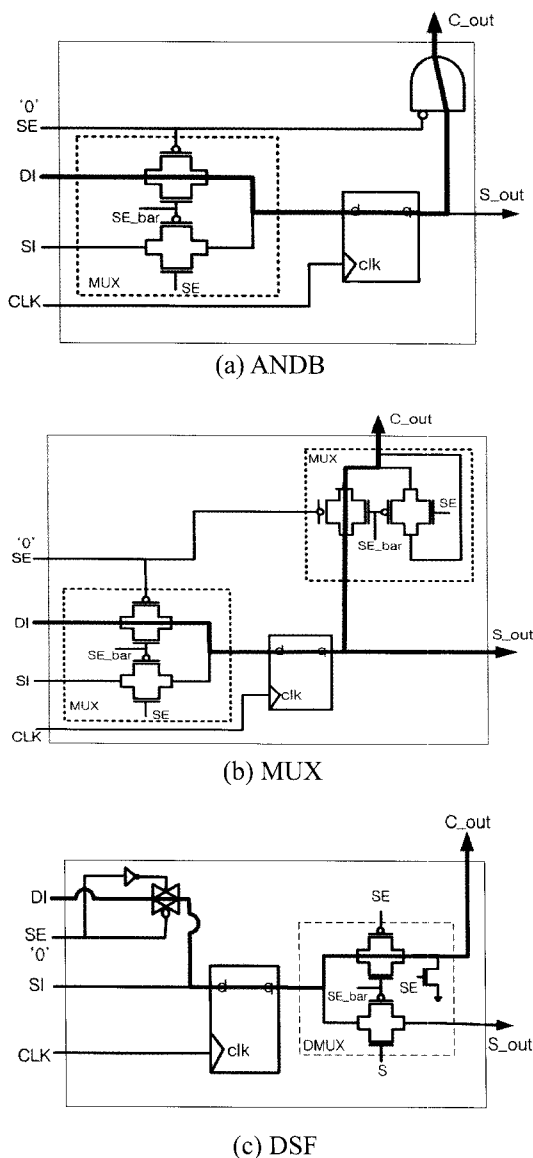 C_out
'0'
SE
DI
SE_bar
SI
MUX
SE
CLK
d q
clk
S_out
(a) ANDB
C_out
MUX
SE
SE_bar
'0'
SE
DI
SE_bar
SI
MUX
SE
CLK
d q
clk
S_out
(b) MUX
C_out
DI
SE
'0'
SI
CLK
d q
clk
SE
SE_bar
SE
DMUX
S
S_out
(c) DSF